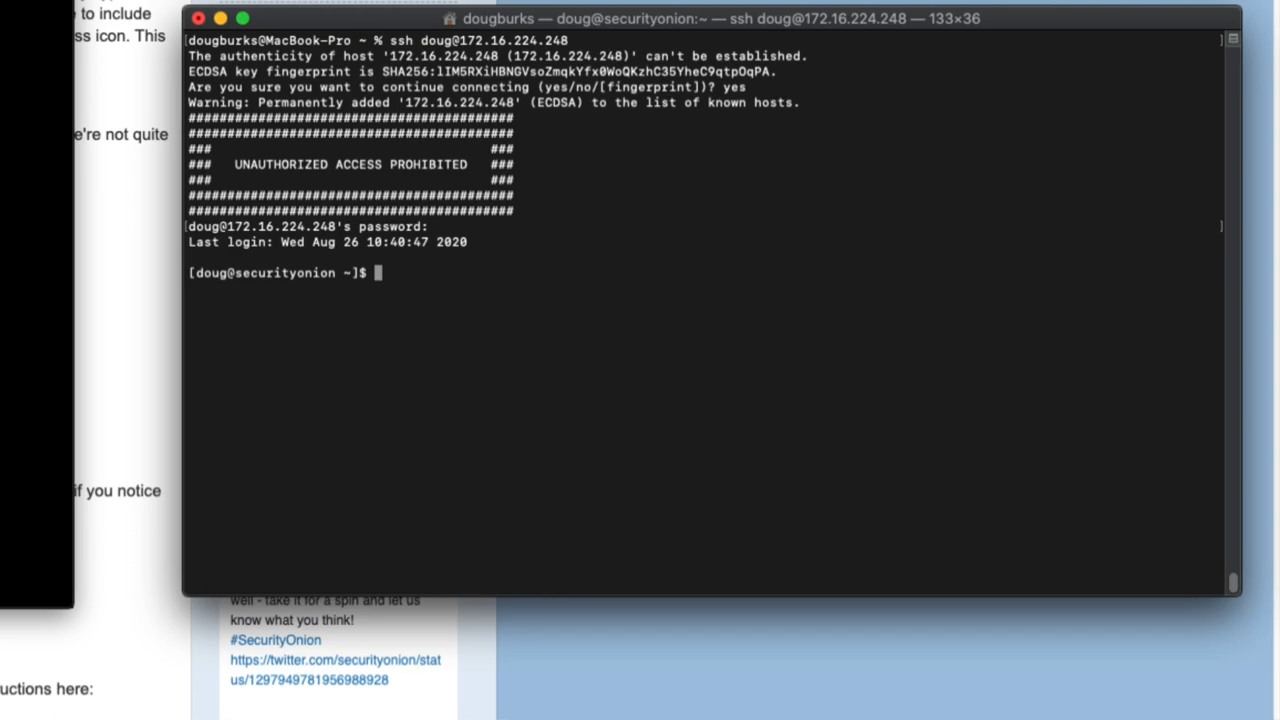 to include
ss icon. This
e're not quite
if you notice
uctions here:
dougburks — doug@securityonion:~ — ssh doug@172.16.224.248 — 133×36
[dougburks@MacBook-Pro ~ % ssh doug@172.16.224.248 ]
The authenticity of host '172.16.224.248 (172.16.224.248)' can't be established.
ECDSA key fingerprint is SHA256:lIM5RXiHBNGVsoZmqkYfx0WoQKzhC35YheC9qtpOqPA.
Are you sure you want to continue connecting (yes/no/[fingerprint])? yes
Warning: Permanently added '172.16.224.248' (ECDSA) to the list of known hosts.
##########################################
##########################################
### ###
### UNAUTHORIZED ACCESS PROHIBITED ###
### ###
##########################################
##########################################
[doug@172.16.224.248's password: ]
Last login: Wed Aug 26 10:40:47 2020
[doug@securityonion ~]$
well - take it for a spin and let us
know what you think!
#SecurityOnion
https://twitter.com/securityonion/stat
us/1297949781956988928